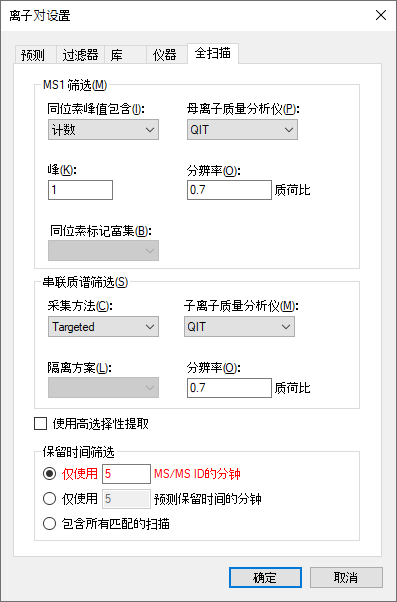 离子对设置
预测 过滤器 库 仪器 全扫描
MS1 筛选(M)
同位素峰值包含(I): 母离子质量分析仪(P):
计数 QIT
峰(K): 分辨率(O):
1 0.7 质荷比
同位素标记富集(B):
串联质谱筛选(S)
采集方法(C): 子离子质量分析仪(M):
Targeted QIT
隔离方案(L): 分辨率(O):
0.7 质荷比
使用高选择性提取
保留时间筛选
仅使用 5 MS/MS ID的分钟
仅使用 5 预测保留时间的分钟
包含所有匹配的扫描
确定 取消